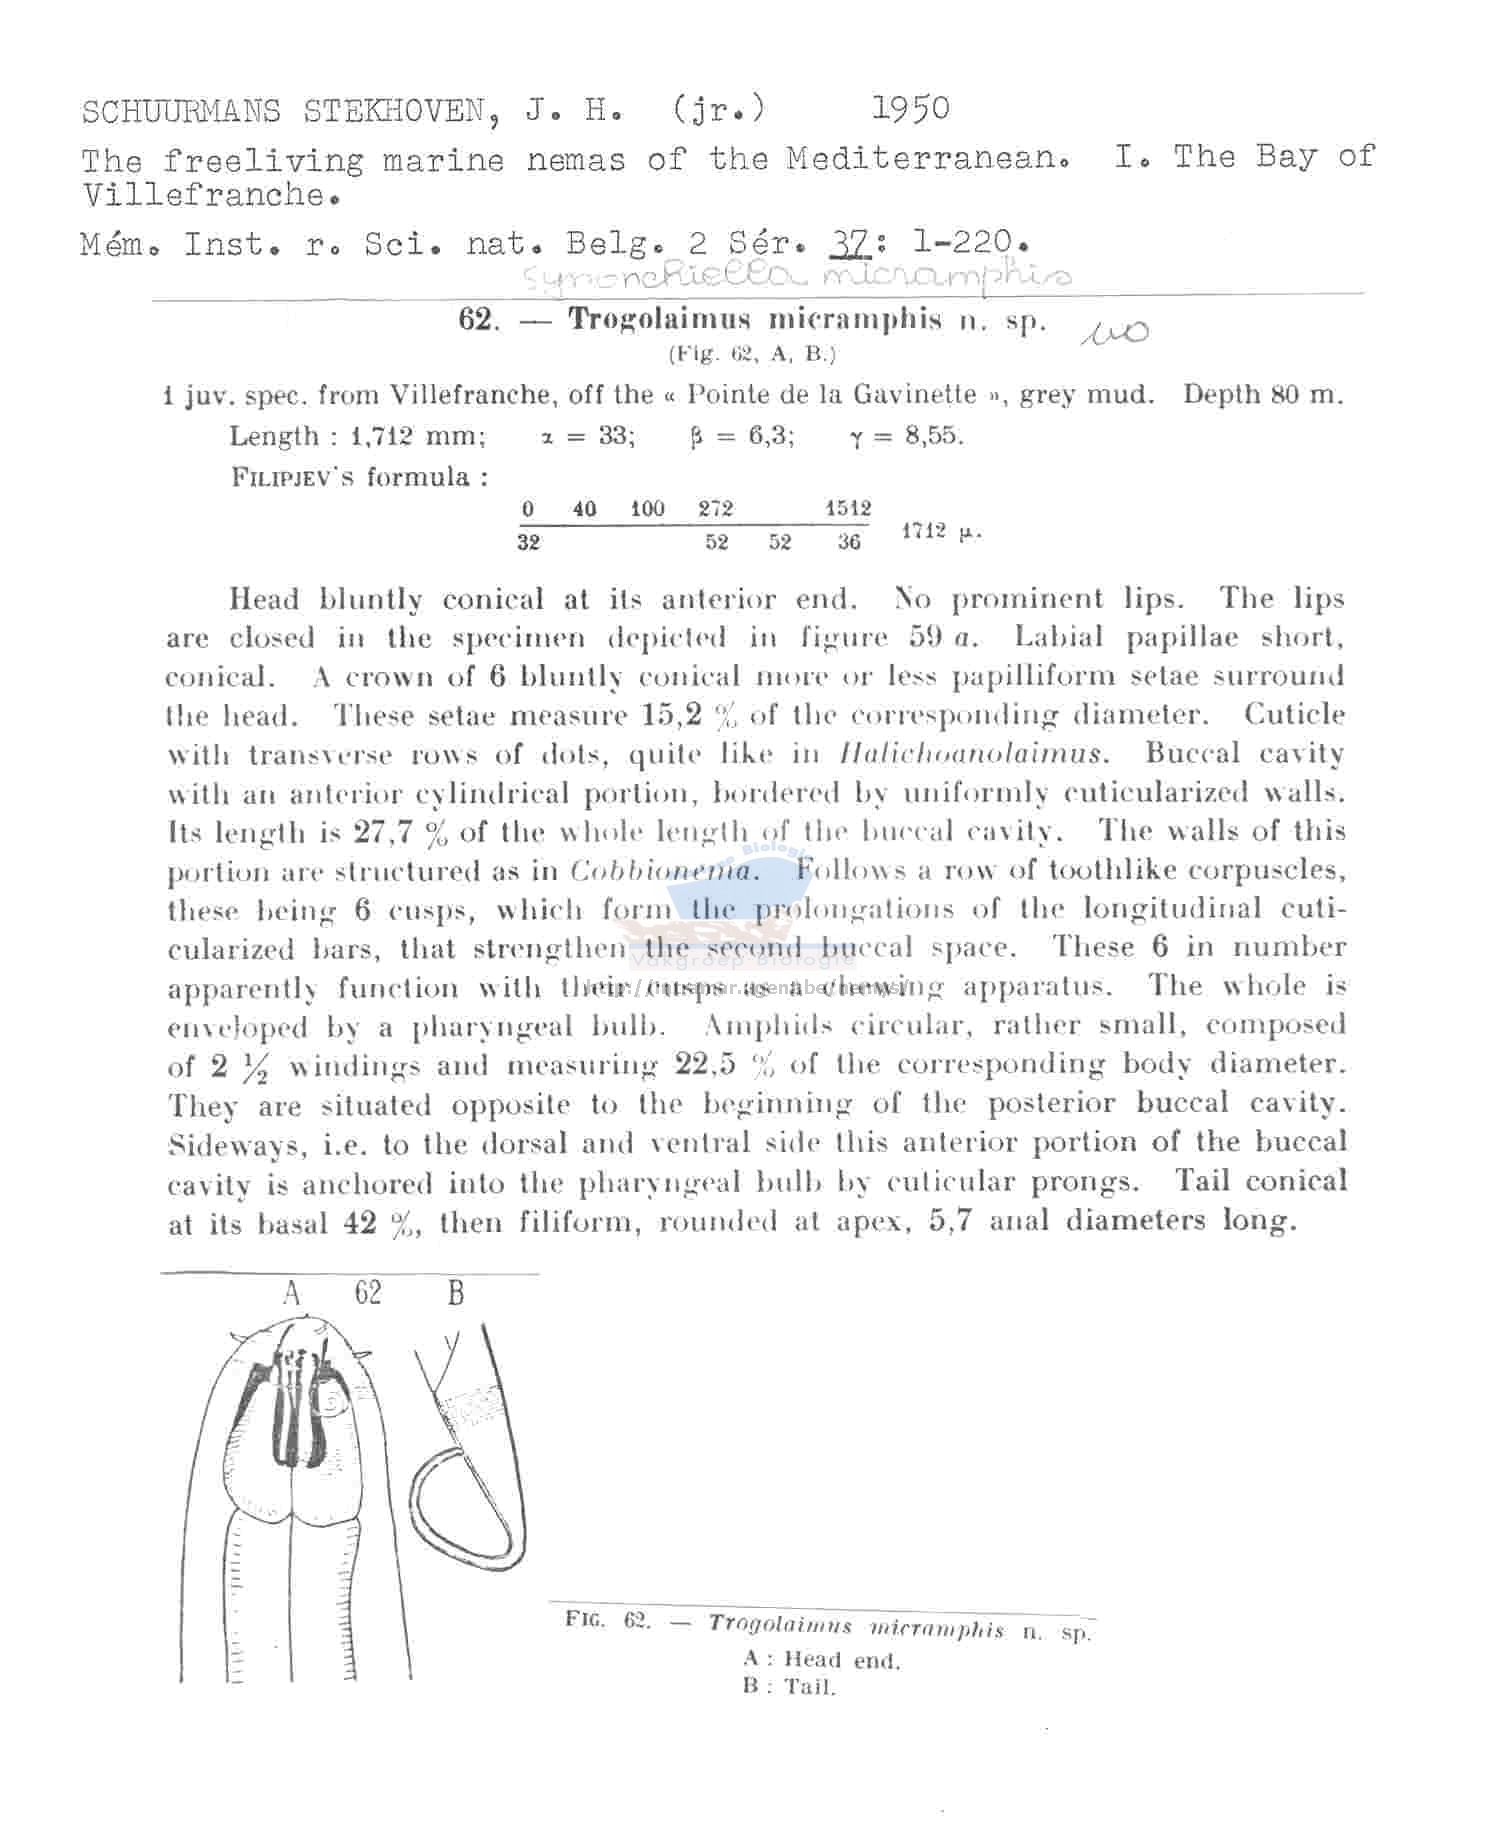 SCHUURMANS STEKHOVEN, J. H. (jr.) 1950
The freeliving marine nemas of the Mediterranean. I. The Bay of
Villefranche.
Mém. Inst. r. Sci. nat. Belg. 2 Sér. 37: 1-220.
Synonchiella micramphis
62. — Trogolaimus micramphis n. sp.
(Fig. 62, A, B.)
1 juv. spec. from Villefranche, off the « Pointe de la Gavinette », grey mud. Depth 80 m.
Length : 1,712 mm; α = 33; β = 6,3; γ = 8,55.
FILIPJEV's formula :
0 40 100 272 1512
1712 µ.
32 52 52 36
Head bluntly conical at its anterior end. No prominent lips. The lips
are closed in the specimen depicted in figure 59 a. Labial papillae short,
conical. A crown of 6 bluntly conical more or less papilliform setae surround
the head. These setae measure 15,2 % of the corresponding diameter. Cuticle
with transverse rows of dots, quite like in Halichoanolaimus. Buccal cavity
with an anterior cylindrical portion, bordered by uniformly cuticularized walls.
Its length is 27,7 % of the whole length of the buccal cavity. The walls of this
portion are structured as in Cobbionema. Follows a row of toothlike corpuscles,
these being 6 cusps, which form the prolongations of the longitudinal cuti-
cularized bars, that strengthen the second buccal space. These 6 in number
Vakgroep Biologie
apparently function with their cusps as a chewing apparatus. The whole is
enveloped by a pharyngeal bulb. Amphids circular, rather small, composed
of 2 ½ windings and measuring 22,5 % of the corresponding body diameter.
They are situated opposite to the beginning of the posterior buccal cavity.
Sideways, i.e. to the dorsal and ventral side this anterior portion of the buccal
cavity is anchored into the pharyngeal bulb by cuticular prongs. Tail conical
at its basal 42 %, then filiform, rounded at apex, 5,7 anal diameters long.
A 62 B
FIG. 62. — Trogolaimus micramphis n. sp.
A : Head end.
B : Tail.